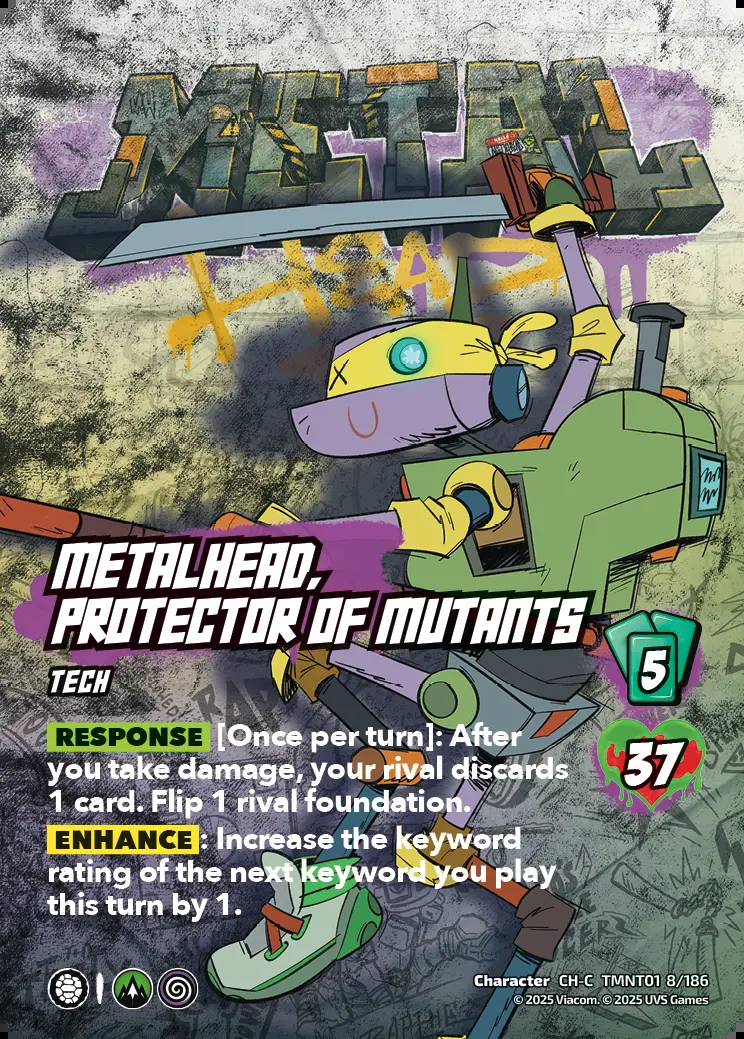 METAL
HEAD
METALHEAD,
PROTECTOR OF MUTANTS
TECH
5
37
RESPONSE [Once per turn]: After
you take damage, your rival discards
1 card. Flip 1 rival foundation.
ENHANCE: Increase the keyword
rating of the next keyword you play
this turn by 1.
Character CH-C TMNT01 8/186
© 2025 Viacom. © 2025 UVS Games